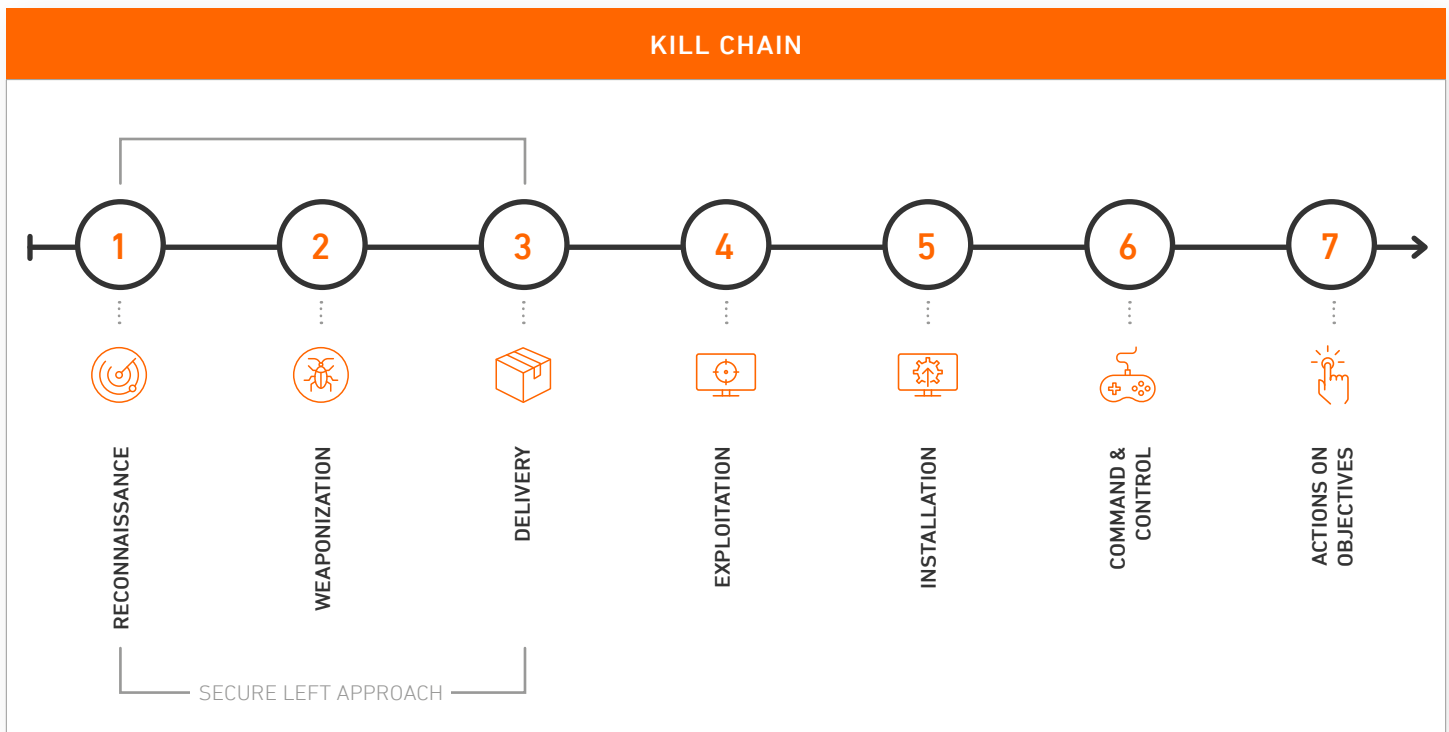 KILL CHAIN
1
2
3
4
5
6
7
RECONNAISSANCE
WEAPONIZATION
DELIVERY
EXPLOITATION
INSTALLATION
COMMAND &
CONTROL
ACTIONS ON
OBJECTIVES
SECURE LEFT APPROACH